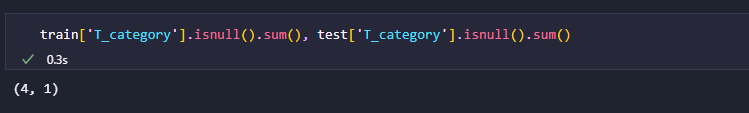 train['T_category'].isnull().sum(), test['T_category'].isnull().sum()
0.3s
(4, 1)